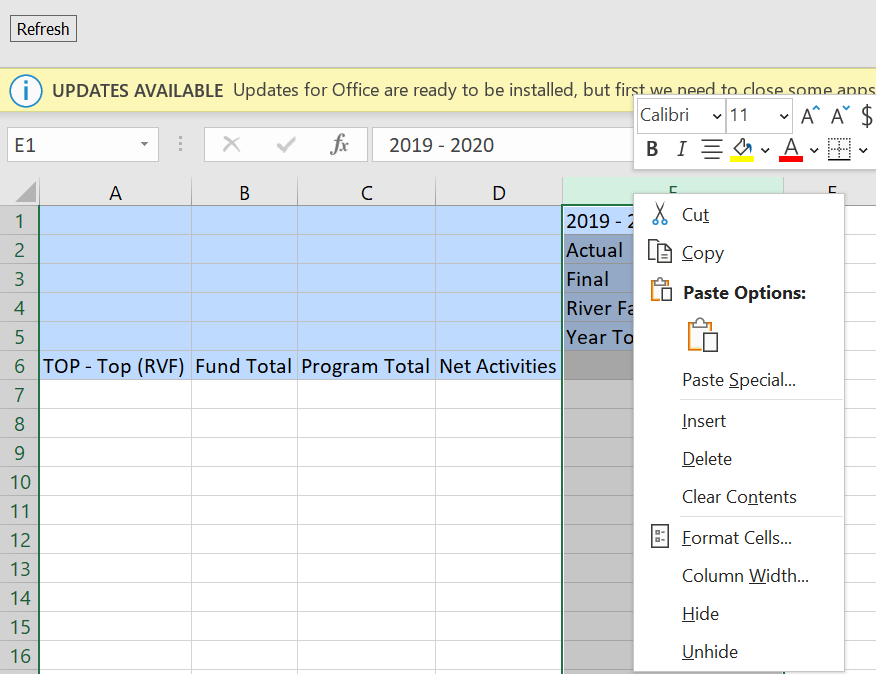 Refresh
UPDATES AVAILABLE Updates for Office are ready to be installed, but first we need to close some apps
Calibri 11 $
B I A
E1 fx 2019 - 2020
A B C D E
1 2019 -
2 Actual
3 Final
4 River
5 Year To
6 TOP - Top (RVF) Fund Total Program Total Net Activities
7
8
9
10
11
12
13
14
15
16
Cut
Copy
Paste Options:
Paste Special...
Insert
Delete
Clear Contents
Format Cells...
Column Width...
Hide
Unhide